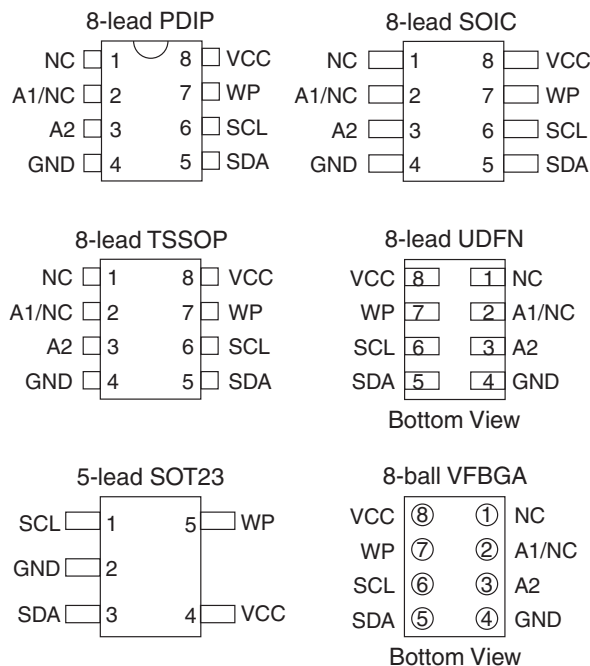 8-lead PDIP
NC 1 8 VCC
A1/NC 2 7 WP
A2 3 6 SCL
GND 4 5 SDA
8-lead SOIC
NC 1 8 VCC
A1/NC 2 7 WP
A2 3 6 SCL
GND 4 5 SDA
8-lead TSSOP
NC 1 8 VCC
A1/NC 2 7 WP
A2 3 6 SCL
GND 4 5 SDA
8-lead UDFN
VCC 8 1 NC
WP 7 2 A1/NC
SCL 6 3 A2
SDA 5 4 GND
Bottom View
5-lead SOT23
SCL 1 5 WP
GND 2
SDA 3 4 VCC
8-ball VFBGA
VCC 8 1 NC
WP 7 2 A1/NC
SCL 6 3 A2
SDA 5 4 GND
Bottom View